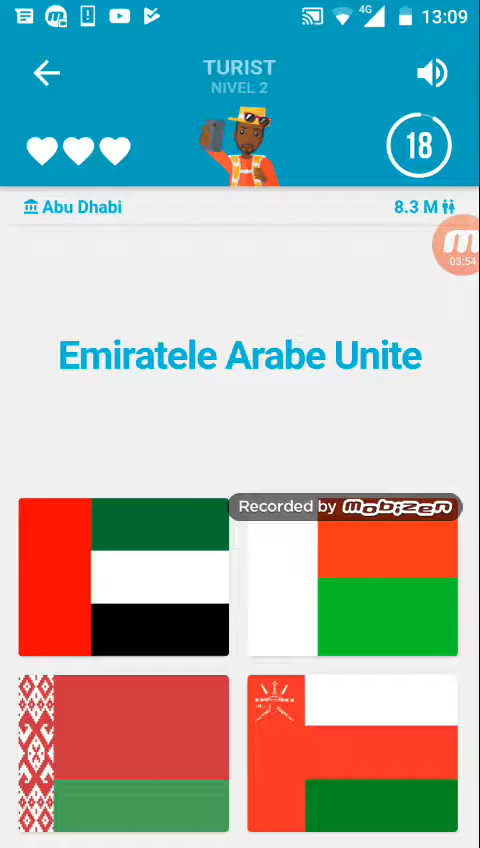 4G 13:09
TURIST
NIVEL 2
18
Abu Dhabi 8.3 M
03:54
Emiratele Arabe Unite
Recorded by mobizen